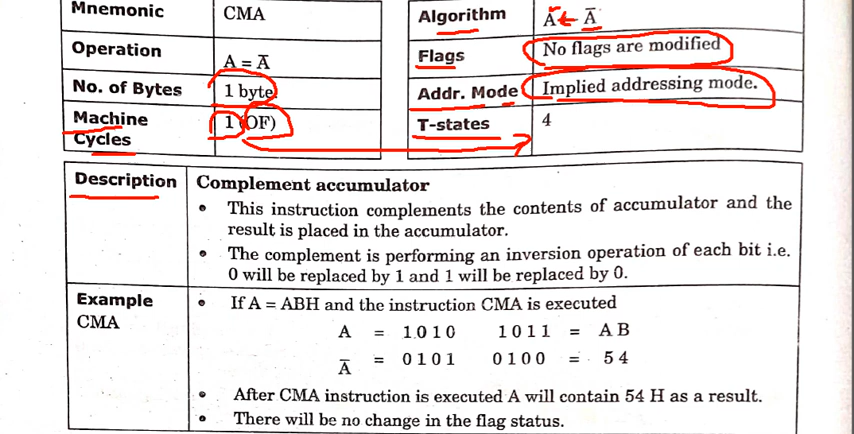 Mnemonic CMA
Algorithm A ← A̅
Operation A = A̅
Flags No flags are modified
No. of Bytes 1 byte
Addr. Mode Implied addressing mode.
Machine Cycles 1 (OF)
T-states 4
Description Complement accumulator
• This instruction complements the contents of accumulator and the
result is placed in the accumulator.
• The complement is performing an inversion operation of each bit i.e.
0 will be replaced by 1 and 1 will be replaced by 0.
Example • If A = ABH and the instruction CMA is executed
CMA
A = 1010 1011 = AB
A̅ = 0101 0100 = 54
• After CMA instruction is executed A will contain 54 H as a result.
• There will be no change in the flag status.